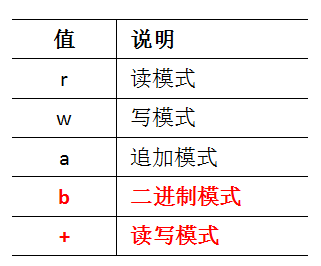 值 说明
r 读模式
w 写模式
a 追加模式
b 二进制模式
+ 读写模式